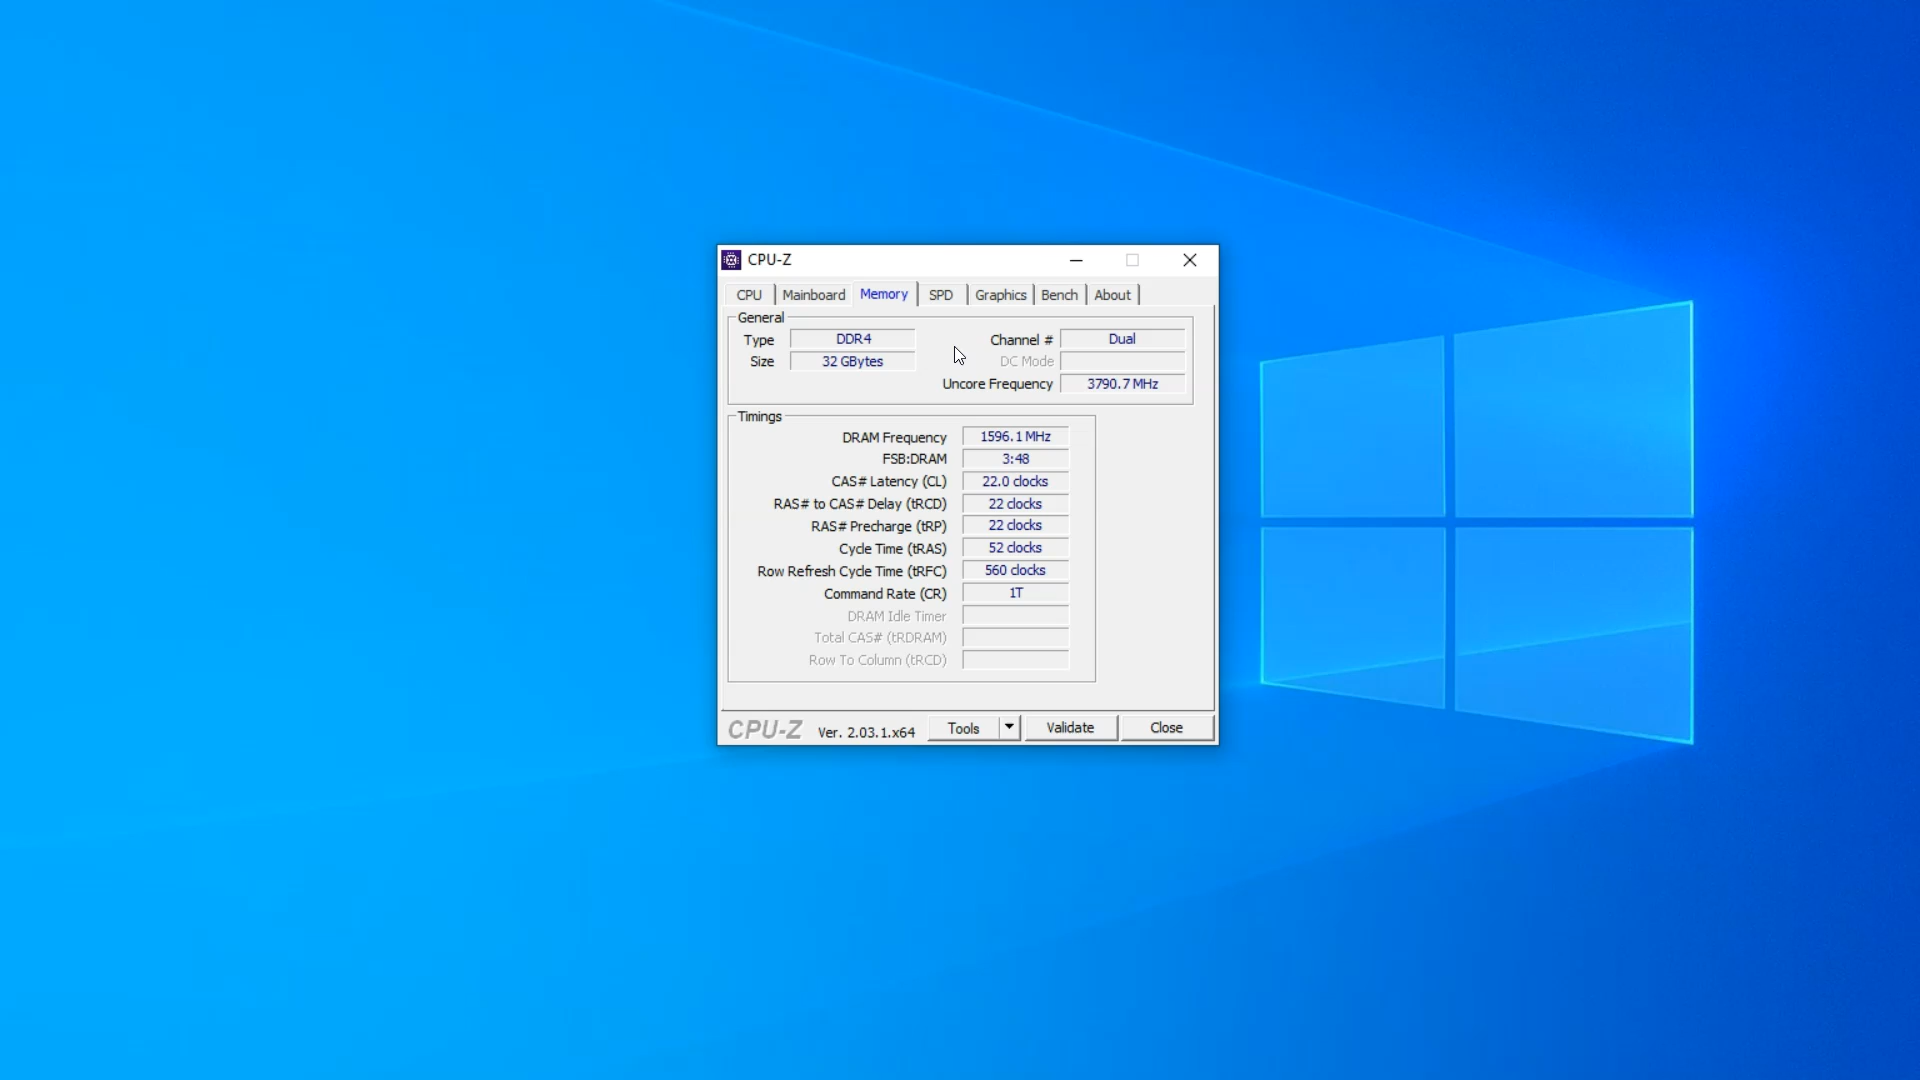 CPU-Z
CPU Mainboard Memory SPD Graphics Bench About
General
Type DDR4 Channel # Dual
Size 32 GBytes DC Mode
Uncore Frequency 3790.7 MHz
Timings
DRAM Frequency 1596.1 MHz
FSB:DRAM 3:48
CAS# Latency (CL) 22.0 clocks
RAS# to CAS# Delay (tRCD) 22 clocks
RAS# Precharge (tRP) 22 clocks
Cycle Time (tRAS) 52 clocks
Row Refresh Cycle Time (tRFC) 560 clocks
Command Rate (CR) 1T
DRAM Idle Timer
Total CAS# (tRDRAM)
Row To Column (tRCD)
CPU-Z Ver. 2.03.1.x64 Tools Validate Close